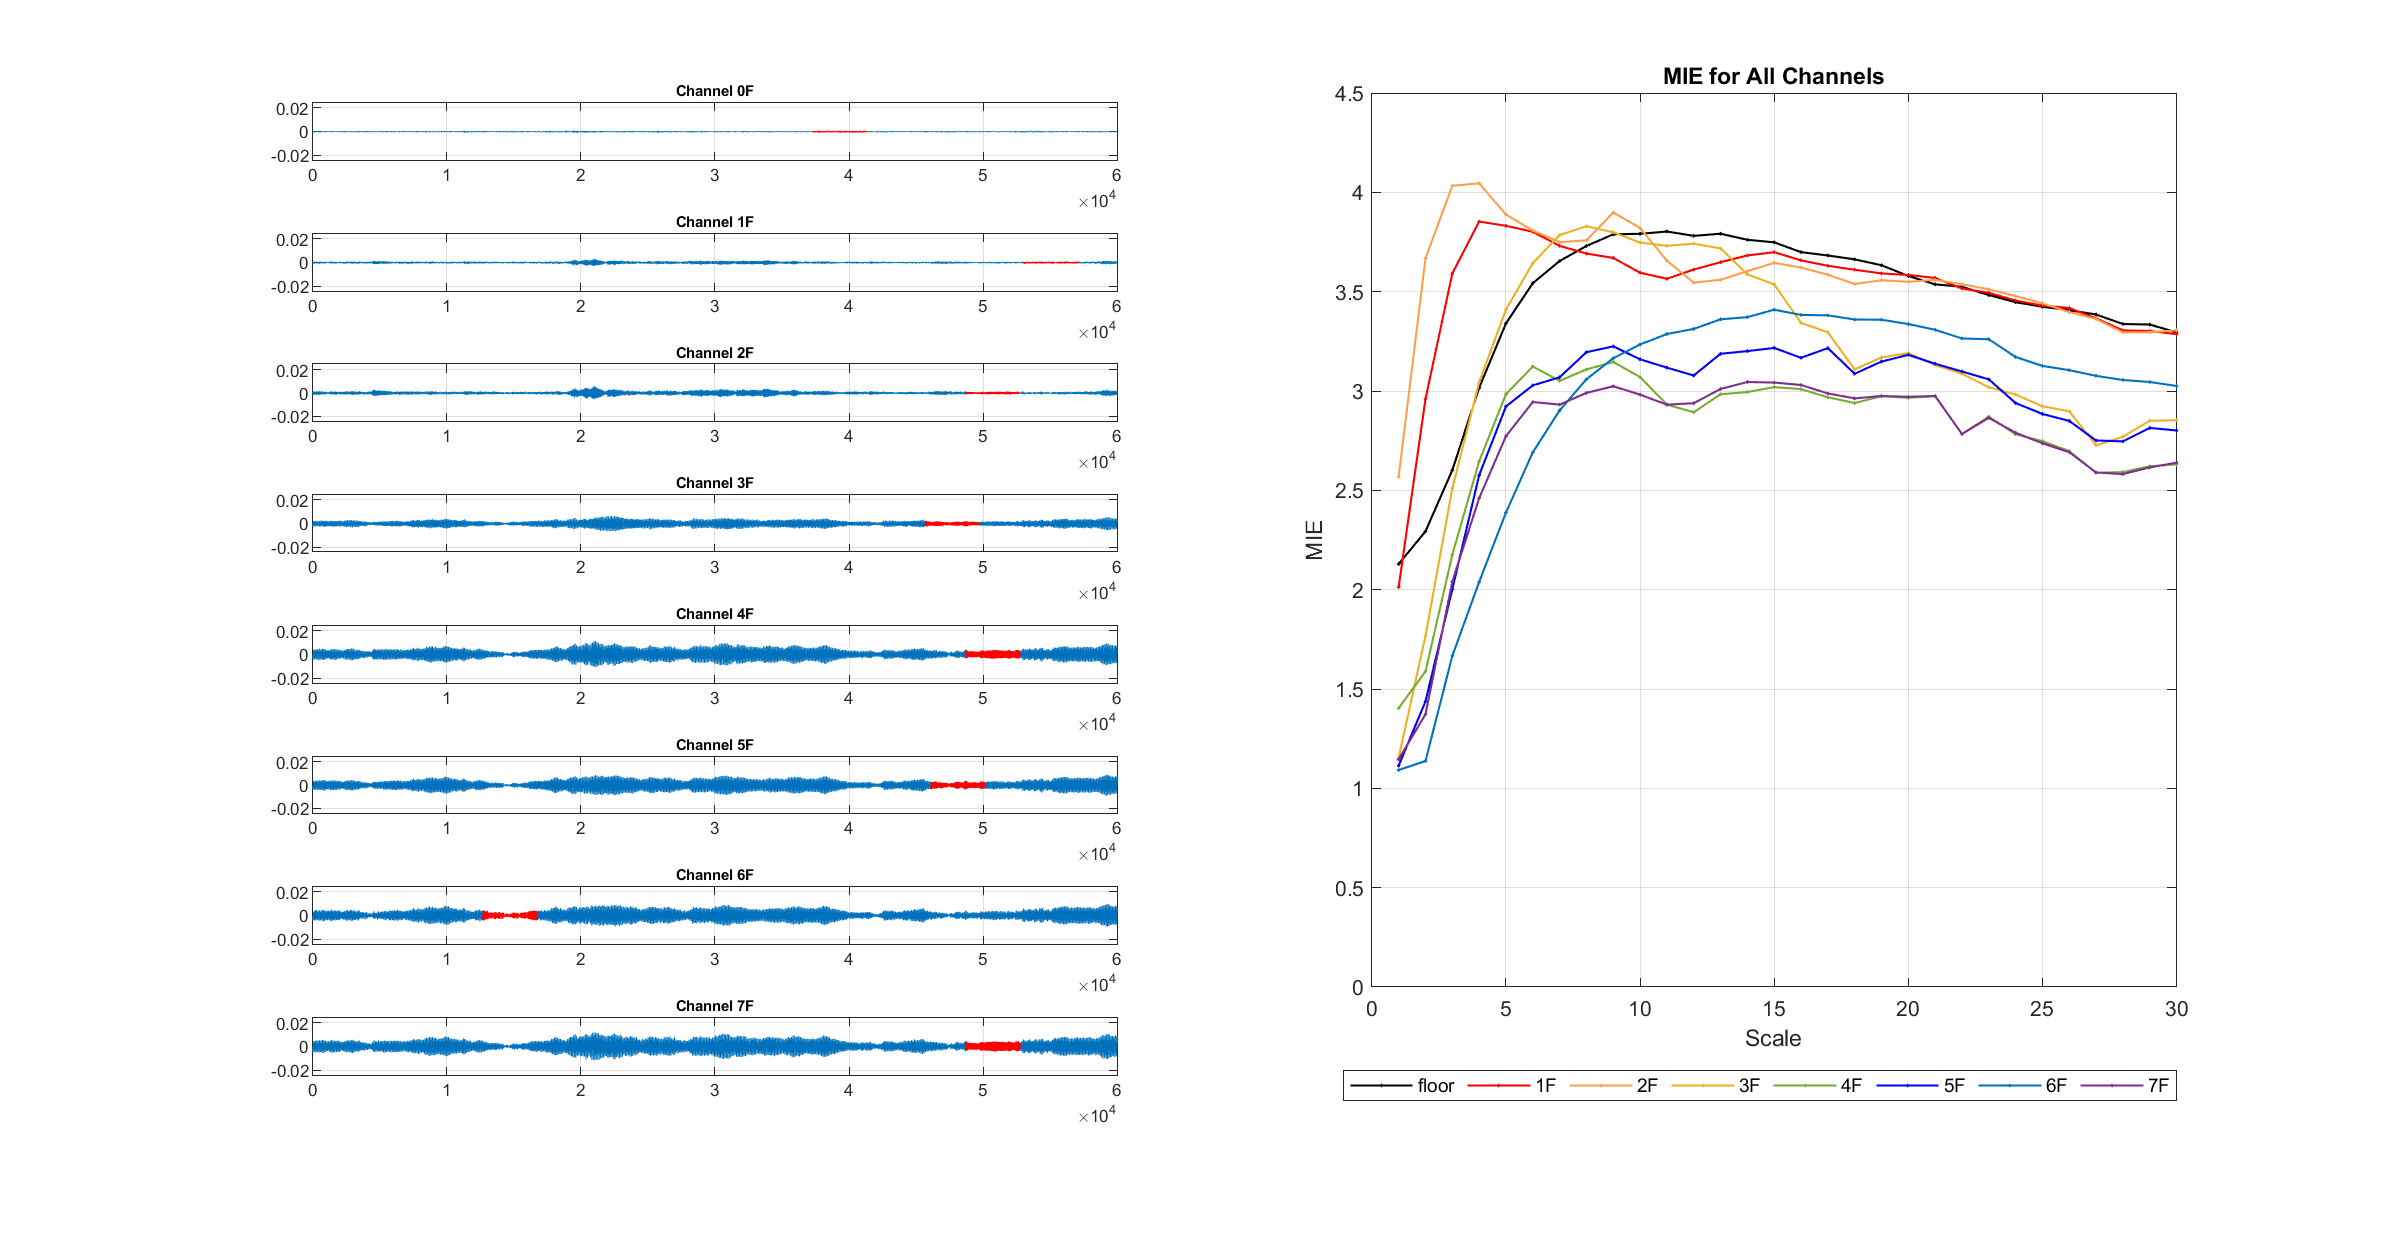 Channel 0F
0.02
0
-0.02
0 1 2 3 4 5 6
×10^4
Channel 1F
0.02
0
-0.02
0 1 2 3 4 5 6
×10^4
Channel 2F
0.02
0
-0.02
0 1 2 3 4 5 6
×10^4
Channel 3F
0.02
0
-0.02
0 1 2 3 4 5 6
×10^4
Channel 4F
0.02
0
-0.02
0 1 2 3 4 5 6
×10^4
Channel 5F
0.02
0
-0.02
0 1 2 3 4 5 6
×10^4
Channel 6F
0.02
0
-0.02
0 1 2 3 4 5 6
×10^4
Channel 7F
0.02
0
-0.02
0 1 2 3 4 5 6
×10^4
MIE for All Channels
4.5
4
3.5
3
2.5
2
1.5
1
0.5
0
MIE
0 5 10 15 20 25 30
Scale
floor 1F 2F 3F 4F 5F 6F 7F